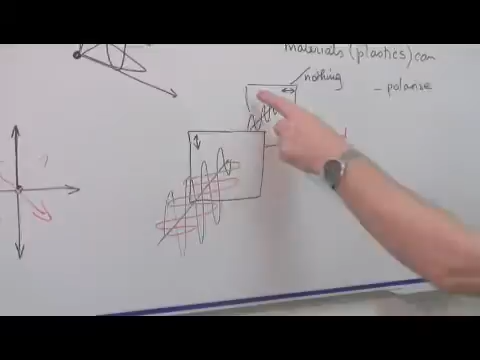 materials (plastics) can
nothing
- polarise